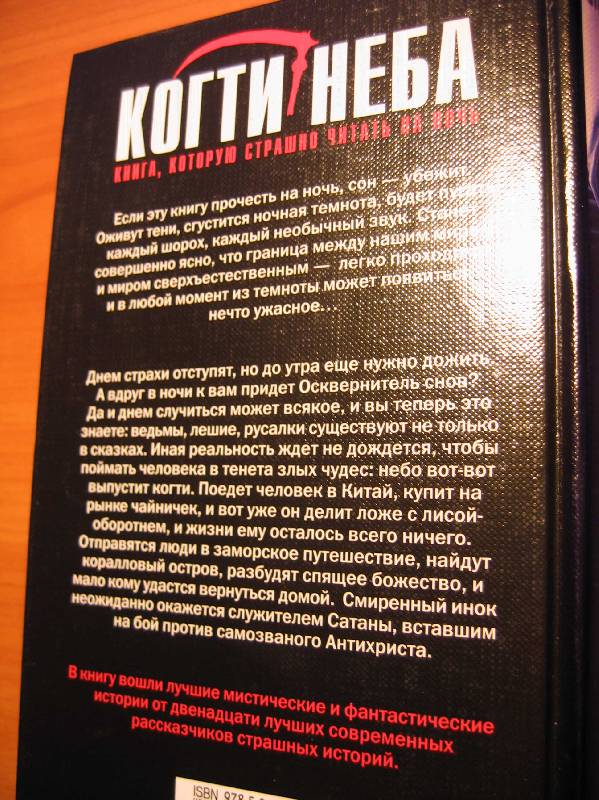 КОГТИ НЕБА
КНИГА, КОТОРУЮ СТРАШНО ЧИТАТЬ НА НОЧЬ
Если эту книгу прочесть на ночь, сон — убежит.
Оживут тени, сгустится ночная темнота, будет
каждый шорох, каждый необычный звук. Станет
совершенно ясно, что граница между нашим миром
и миром сверхъестественным — легко
и в любой момент из темноты может
нечто ужасное...
Днем страхи отступят, но до утра еще нужно дожить.
А вдруг в ночи к вам придет Осквернитель снов?
Да и днем случиться может всякое, и вы теперь это
знаете: ведьмы, лешие, русалки существуют не только
в сказках. Иная реальность ждет не дождется, чтобы
поймать человека в тенета злых чудес: небо вот-вот
выпустит когти. Поедет человек в Китай, купит на
рынке чайничек, и вот уже он делит ложе с лисой-
оборотнем, и жизни ему осталось всего ничего.
Отправятся люди в заморское путешествие, найдут
коралловый остров, разбудят спящее божество, и
мало кому удастся вернуться домой. Смиренный инок
неожиданно окажется служителем Сатаны, вставшим
на бой против самозваного Антихриста.
В книгу вошли лучшие мистические и фантастические
истории от двенадцати лучших современных
рассказчиков страшных историй.
ISBN 978-5